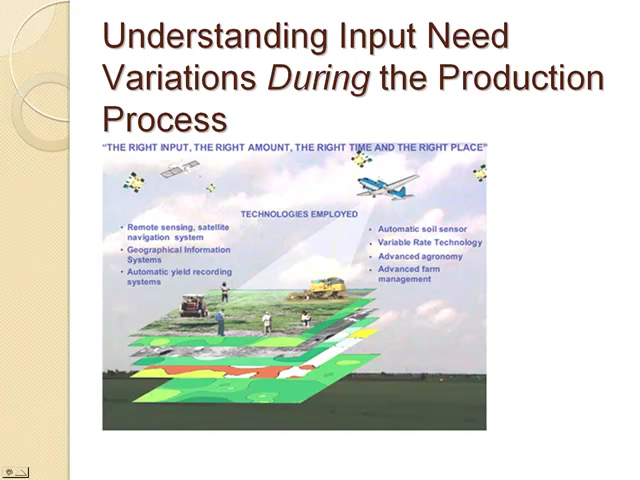 Understanding Input Need
Variations During the Production
Process
“THE RIGHT INPUT, THE RIGHT AMOUNT, THE RIGHT TIME AND THE RIGHT PLACE”
TECHNOLOGIES EMPLOYED
• Remote sensing, satellite
navigation system
• Geographical Information
Systems
• Automatic yield recording
systems
• Automatic soil sensor
• Variable Rate Technology
• Advanced agronomy
• Advanced farm
management